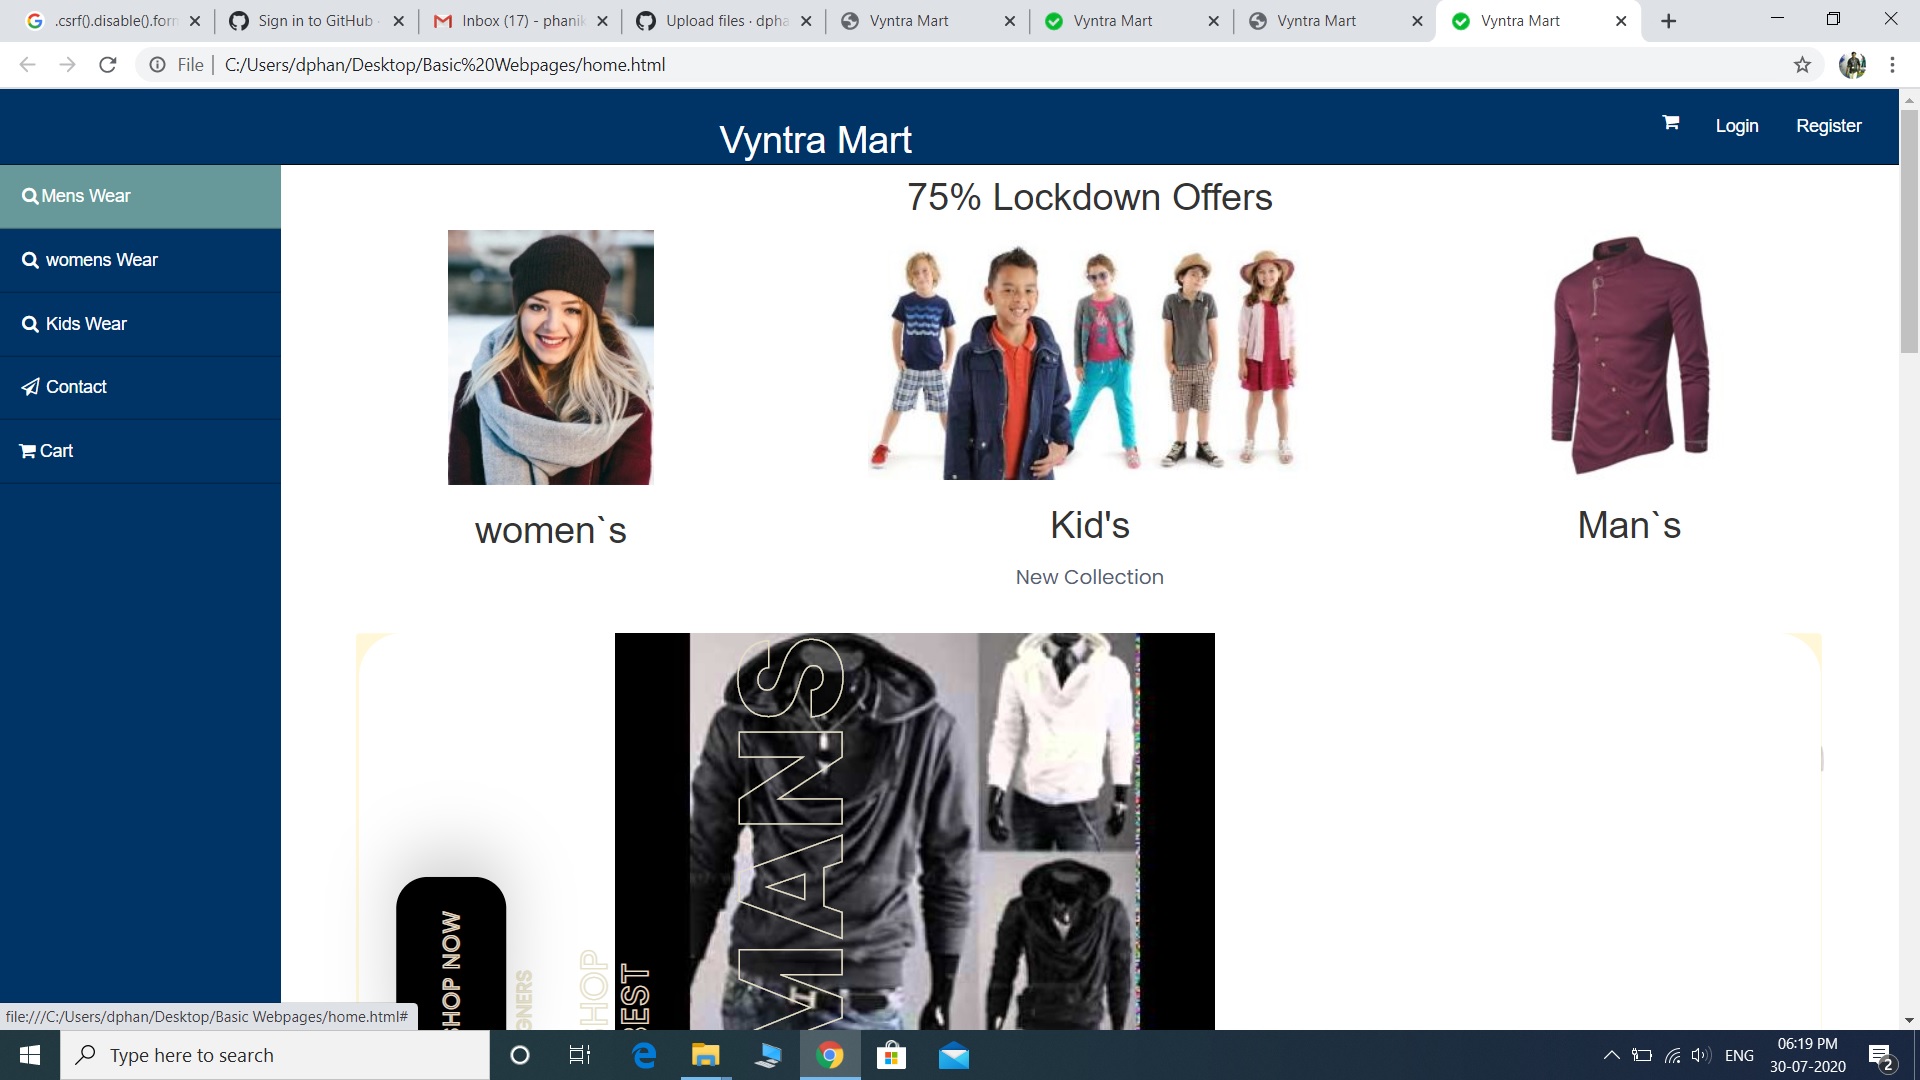 .csrf().disable().forn
Sign in to GitHub ·
Inbox (17) - phanik
Upload files · dpha
Vyntra Mart
Vyntra Mart
Vyntra Mart
Vyntra Mart
File
C:/Users/dphan/Desktop/Basic%20Webpages/home.html
Vyntra Mart
Login
Register
Mens Wear
womens Wear
Kids Wear
Contact
Cart
75% Lockdown Offers
women`s
Kid's
Man`s
New Collection
MANS
SHOP NOW
GNERS
SHOP
BEST
file:///C:/Users/dphan/Desktop/Basic Webpages/home.html#
Type here to search
ENG
06:19 PM
30-07-2020
2